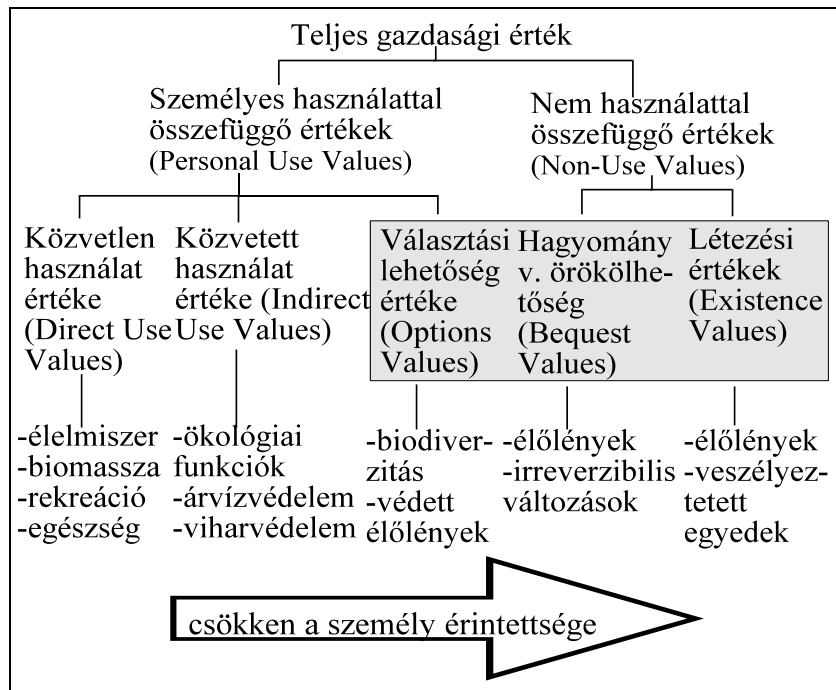 Teljes gazdasági érték
Személyes használattal
összefüggő értékek
(Personal Use Values)
Nem használattal
összefüggő értékek
(Non-Use Values)
Közvetlen
használat
értéke
(Direct Use
Values)
Közvetett
használat
értéke (Indirect
Use Values)
Választási
lehetőség
értéke
(Options
Values)
Hagyomány
v. örökölhe-
tőség
(Bequest
Values)
Létezési
értékek
(Existence
Values)
-élelmiszer
-biomassza
-rekreáció
-egészség
-ökológiai
funkciók
-árvízvédelem
-viharvédelem
-biodiver-
zitás
-védett
élőlények
-élőlények
-irreverzibilis
változások
-élőlények
-veszélyez-
tetett
egyedek
csökken a személy érintettsége